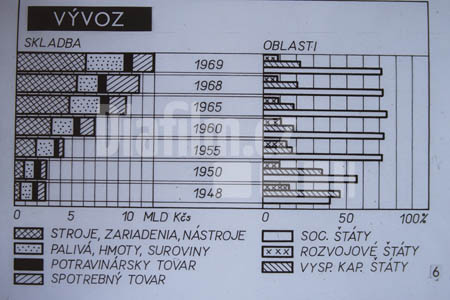 VÝVOZ
SKLADBA OBLASTI
1969
1968
1965
1960
1955
1950
1948
0 5 10 MLD Kčs 0 50 100%
STROJE, ZARIADENIA, NÁSTROJE SOC. ŠTÁTY
PALIVÁ, HMOTY, SUROVINY ROZVOJOVÉ ŠTÁTY
POTRAVINÁRSKY TOVAR VYSP. KAP. ŠTÁTY
SPOTREBNÝ TOVAR 6